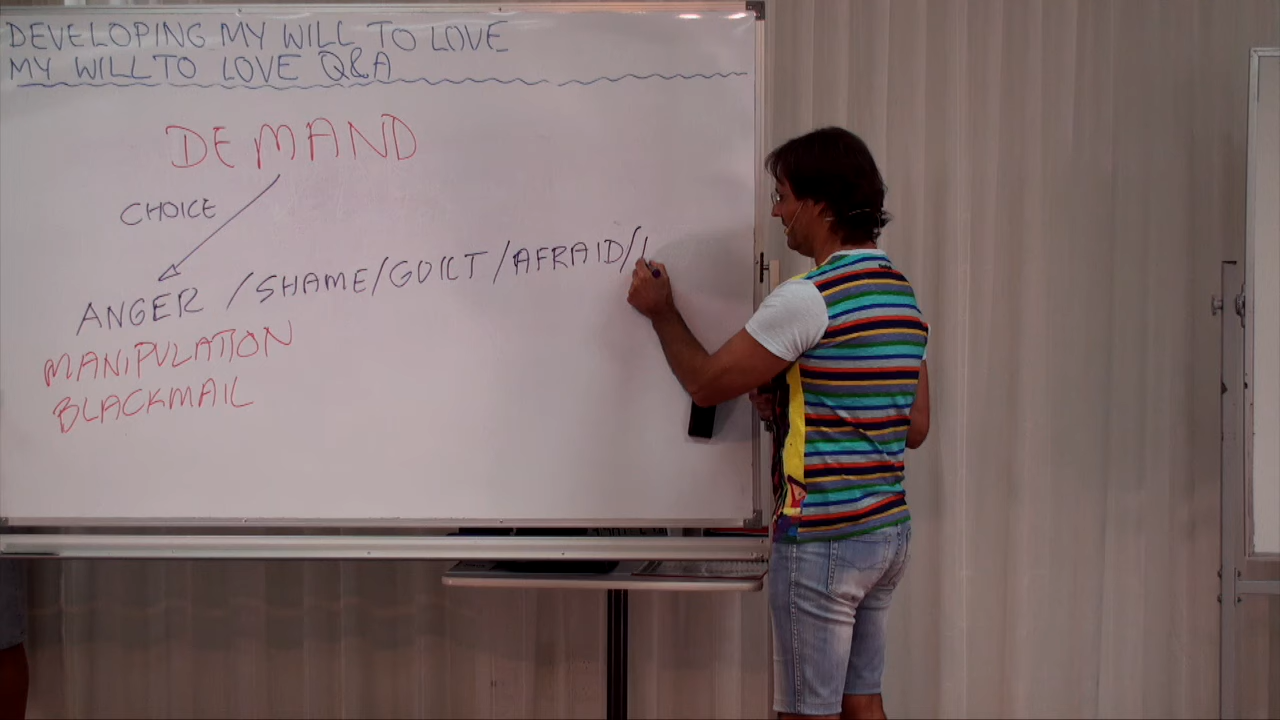 DEVELOPING MY WILL TO LOVE
MY WILL TO LOVE Q&A
DEMAND
CHOICE
ANGER / SHAME / GUILT / AFRAID /
MANIPULATION
BLACKMAIL